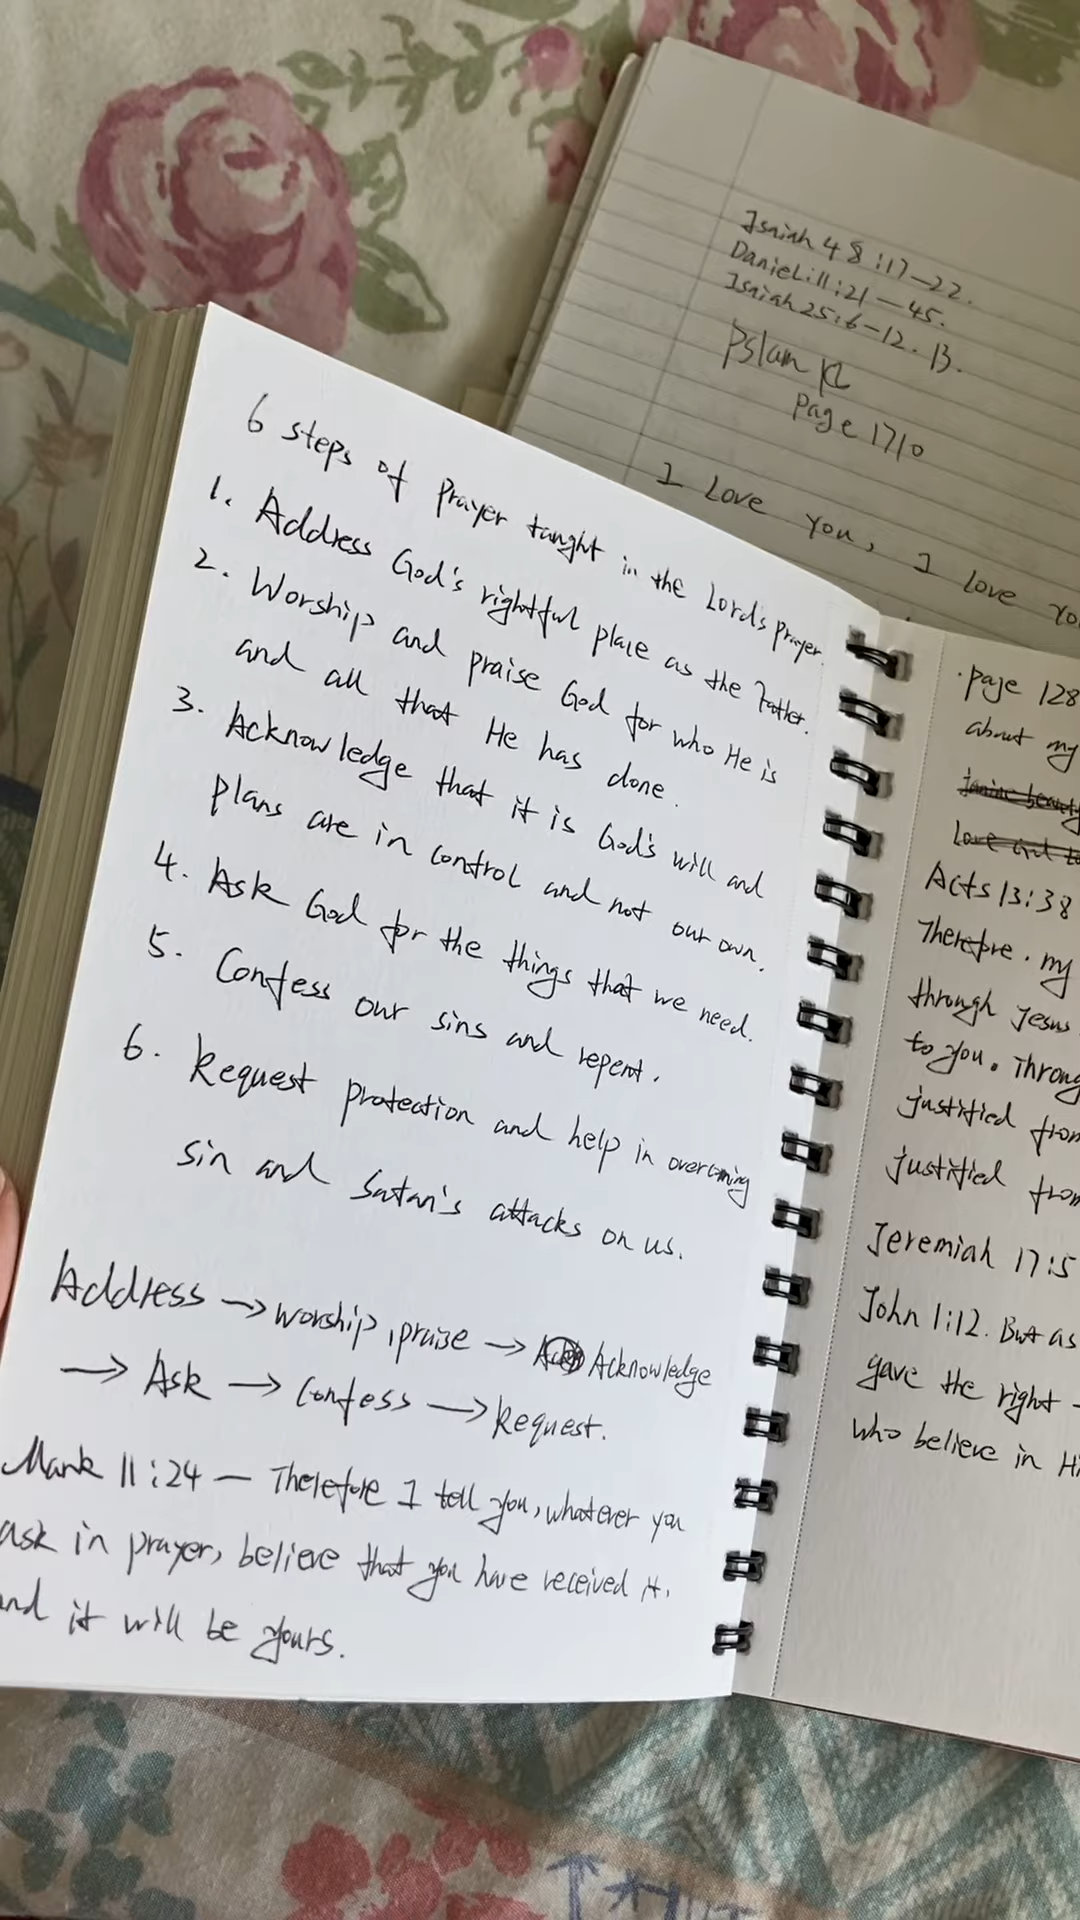 Isaiah 48:17-22.
Daniel:11:21-45.
Isaiah 25:6-12. 13.
Pslam
Page 1710
I Love you, I love
6 steps of prayer taught in the Lord's prayer.
1. Address God's rightful place as the Father.
2. Worship and praise God for who He is
and all that He has done.
3. Acknowledge that it is God's will and
plans are in control and not our own.
4. Ask God for the things that we need.
5. Confess our sins and repent.
6. Request protection and help in overcoming
sin and Satan's attacks on us.
Address → worship, praise → Acknowledge
→ Ask → Confess → Request.
Mark 11:24 - Therefore I tell you, whatever you
ask in prayer, believe that you have received it,
and it will be yours.
· page 128
about my
Acts 13:38
Therefore. my
through Jesus
to you. Through
justified from
justified from
Jeremiah 17:5
John 1:12. But as
gave the right
who believe in Hi